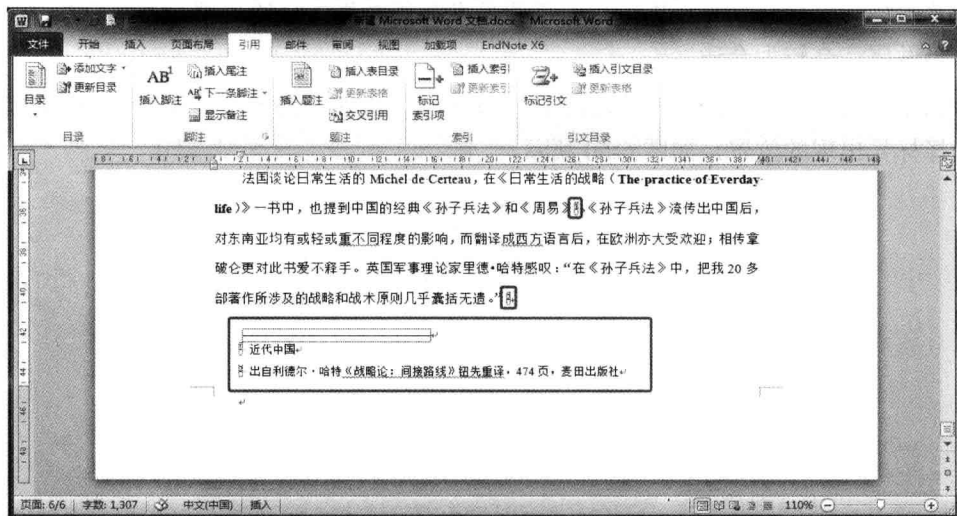 新建 Microsoft Word 文档.docx - Microsoft Word
文件 开始 插入 页面布局 引用 邮件 审阅 视图 加载项 EndNote X6
目录
添加文字
更新目录
目录
AB¹
插入脚注
插入尾注
下一条脚注
显示备注
脚注
插入题注
插入表目录
更新表格
交叉引用
题注
标记
索引项
插入索引
更新索引
索引
标记引文
插入引文目录
更新表格
引文目录
法国谈论日常生活的 Michel de Certeau,在《日常生活的战略(The practice of Everday
life)》一书中,也提到中国的经典《孙子兵法》和《周易》。《孙子兵法》流传出中国后,
对东南亚均有或轻或重不同程度的影响,而翻译成西方语言后,在欧洲亦大受欢迎;相传拿
破仑更对此书爱不释手。英国军事理论家里德•哈特感叹:“在《孙子兵法》中,把我 20 多
部著作所涉及的战略和战术原则几乎囊括无遗。”
近代中国
出自利德尔·哈特《战略论:间接路线》钮先重译,474 页,麦田出版社
页面: 6/6 字数: 1,307 中文(中国) 插入 110%